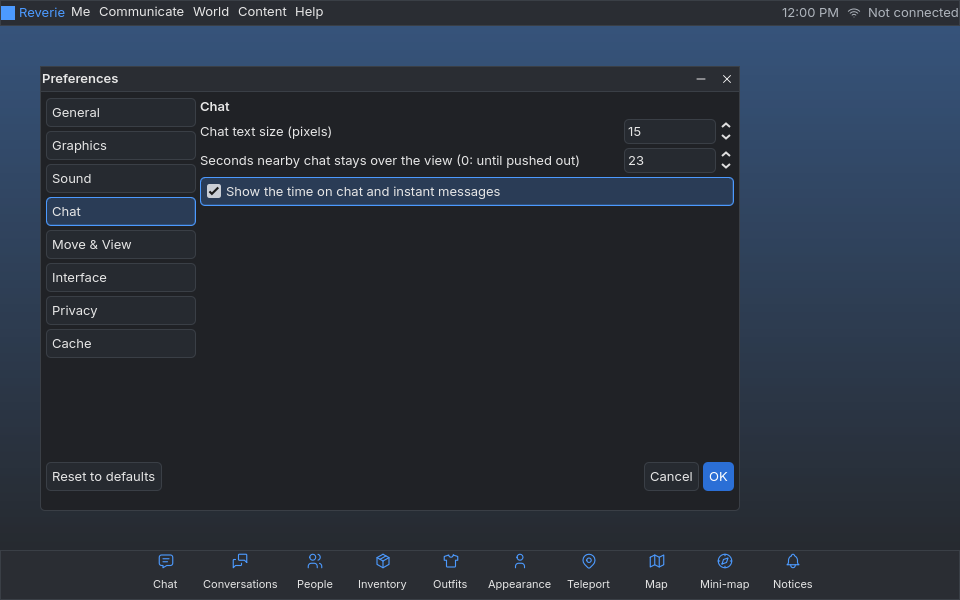 Reverie Me Communicate World Content Help 12:00 PM Not connected
Preferences
General
Graphics
Sound
Chat
Move & View
Interface
Privacy
Cache
Chat
Chat text size (pixels) 15
Seconds nearby chat stays over the view (0: until pushed out) 23
Show the time on chat and instant messages
Reset to defaults Cancel OK
Chat Conversations People Inventory Outfits Appearance Teleport Map Mini-map Notices